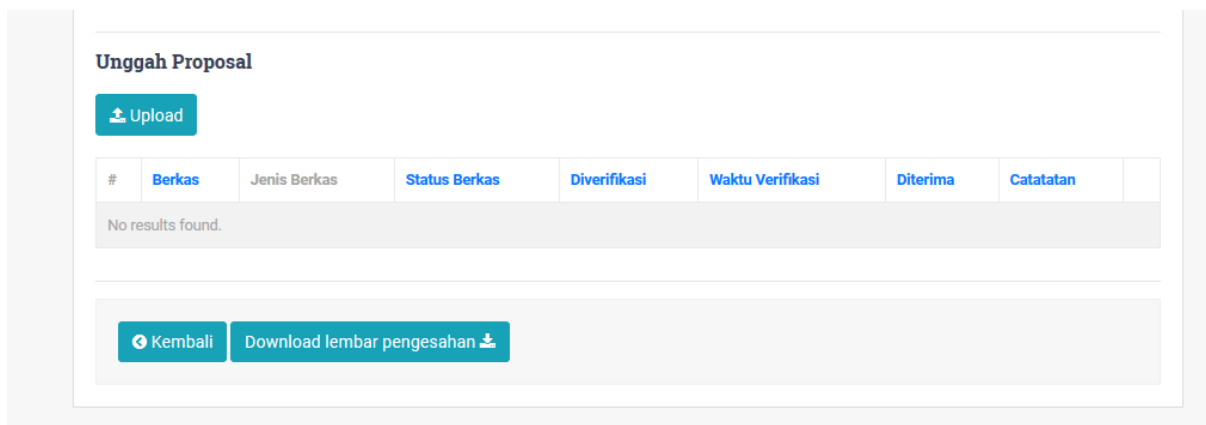 Unggah Proposal
Upload
# Berkas Jenis Berkas Status Berkas Diverifikasi Waktu Verifikasi Diterima Catatatan
No results found.
Kembali Download lembar pengesahan